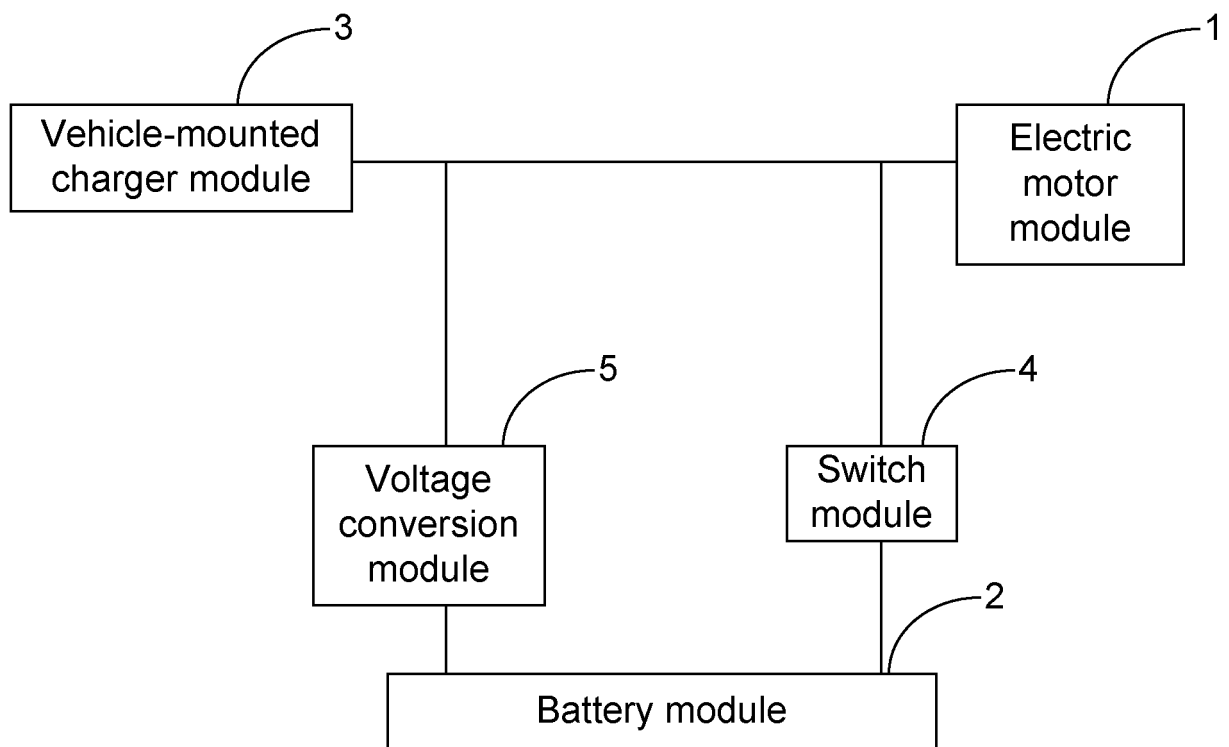 3
1
Vehicle-mounted
charger module
Electric
motor
module
5
4
Voltage
conversion
module
Switch
module
2
Battery module